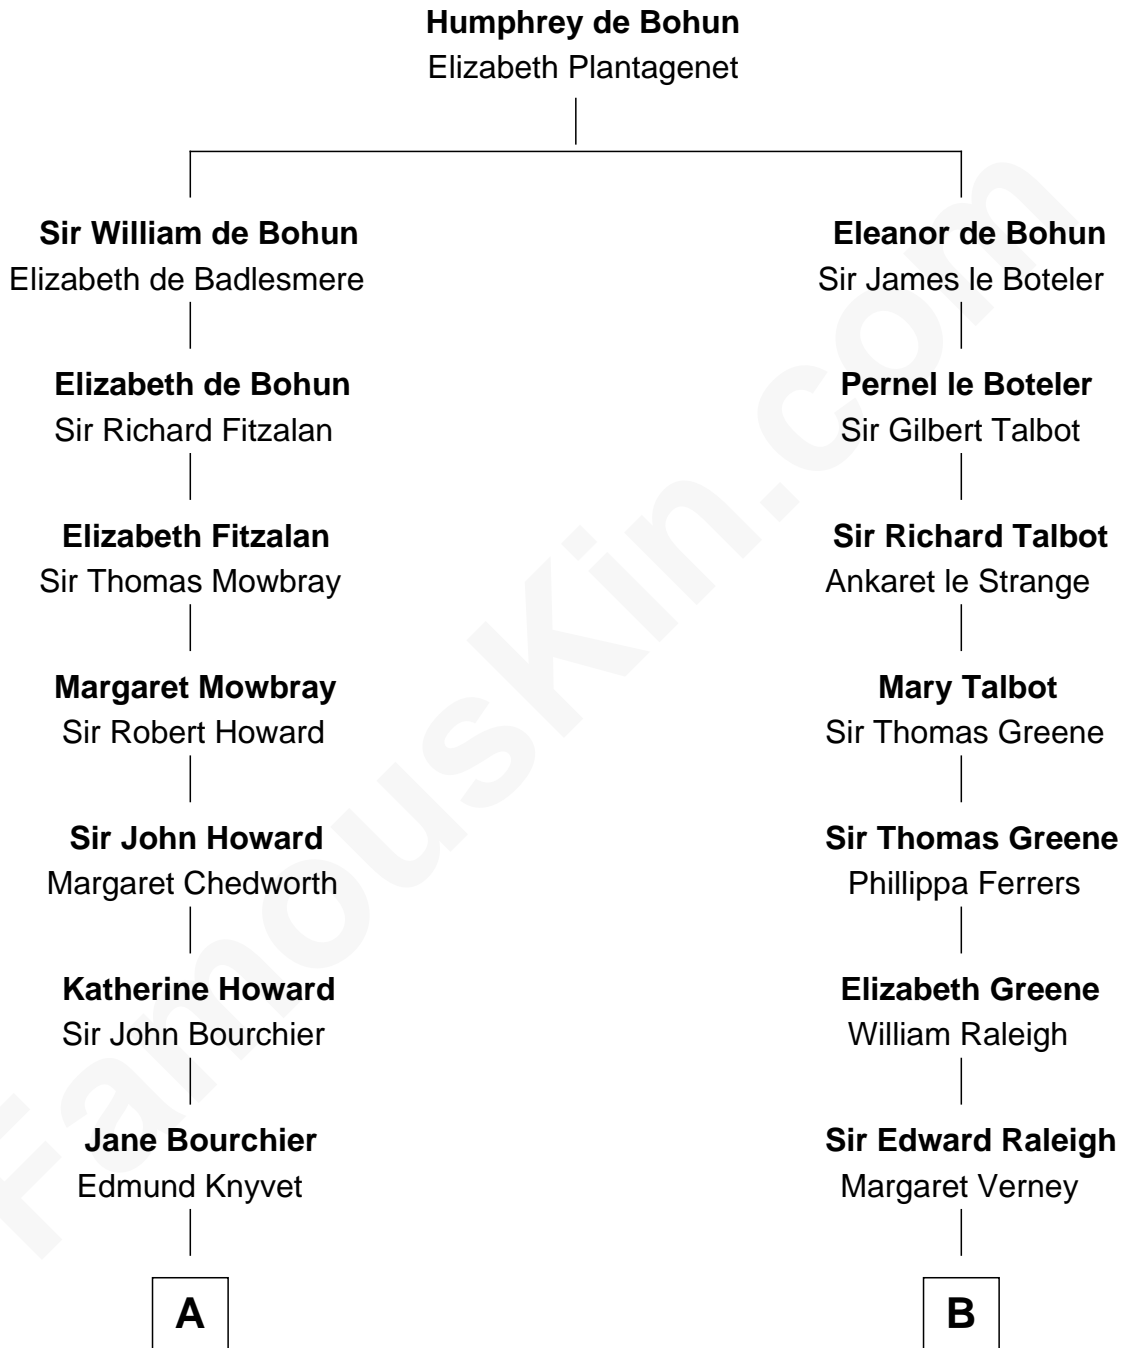 Humphrey de Bohun
Elizabeth Plantagenet
Sir William de Bohun
Elizabeth de Badlesmere
Eleanor de Bohun
Sir James le Boteler
Elizabeth de Bohun
Sir Richard Fitzalan
Pernel le Boteler
Sir Gilbert Talbot
Elizabeth Fitzalan
Sir Thomas Mowbray
Sir Richard Talbot
Ankaret le Strange
Margaret Mowbray
Sir Robert Howard
Mary Talbot
Sir Thomas Greene
Sir John Howard
Margaret Chedworth
Sir Thomas Greene
Phillippa Ferrers
Katherine Howard
Sir John Bourchier
Elizabeth Greene
William Raleigh
Jane Bourchier
Edmund Knyvet
Sir Edward Raleigh
Margaret Verney
A
B
FamousKin.com